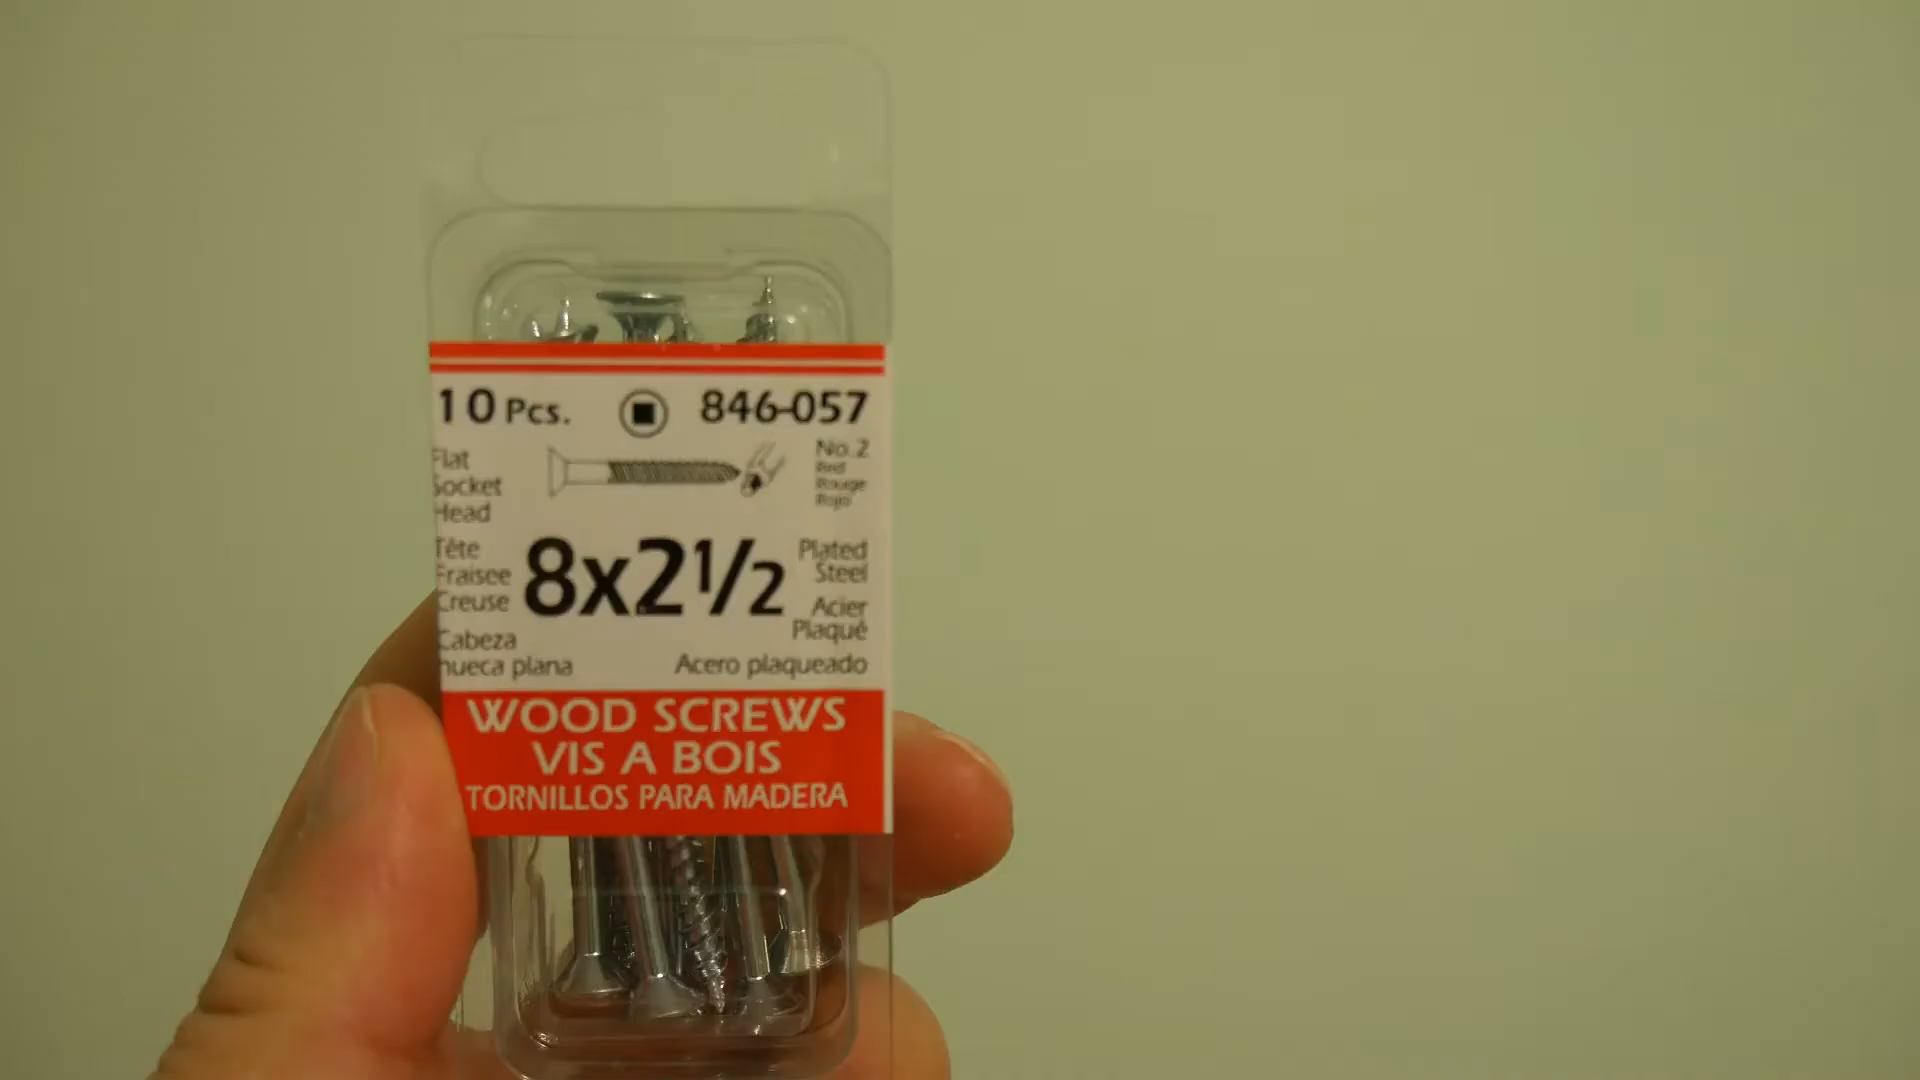 10 Pcs. 846-057
Flat
Socket
Head
No.2
Red
Rouge
Rojo
Tête
Fraisee
Creuse
8x2½
Plated
Steel
Acier
Plaqué
Cabeza
hueca plana
Acero plaqueado
WOOD SCREWS
VIS A BOIS
TORNILLOS PARA MADERA